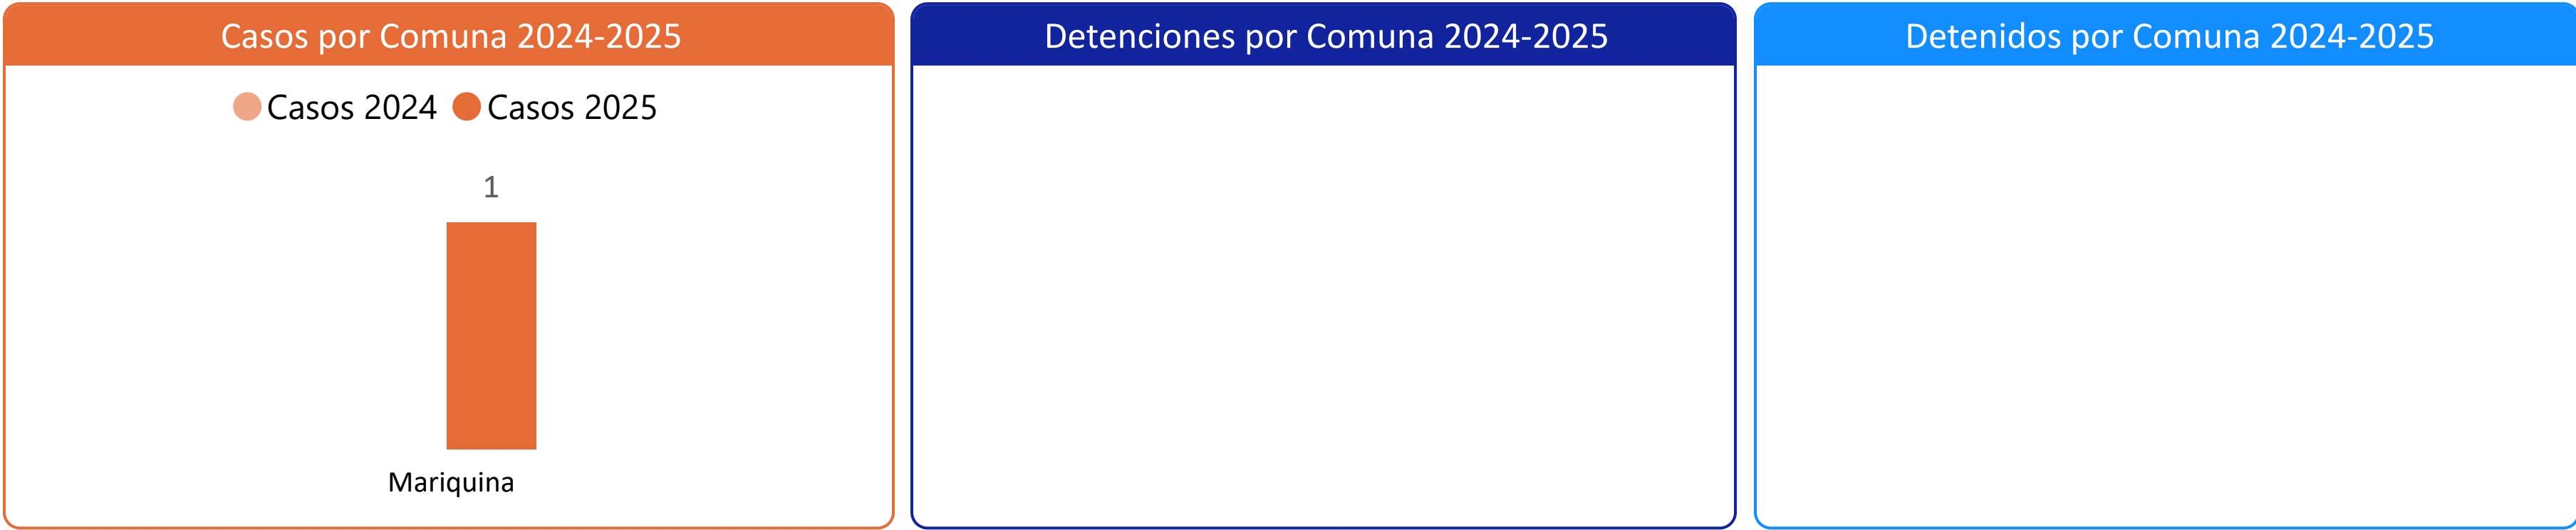 Casos por Comuna 2024-2025
Casos 2024 Casos 2025
1
Mariquina
Detenciones por Comuna 2024-2025
Detenidos por Comuna 2024-2025